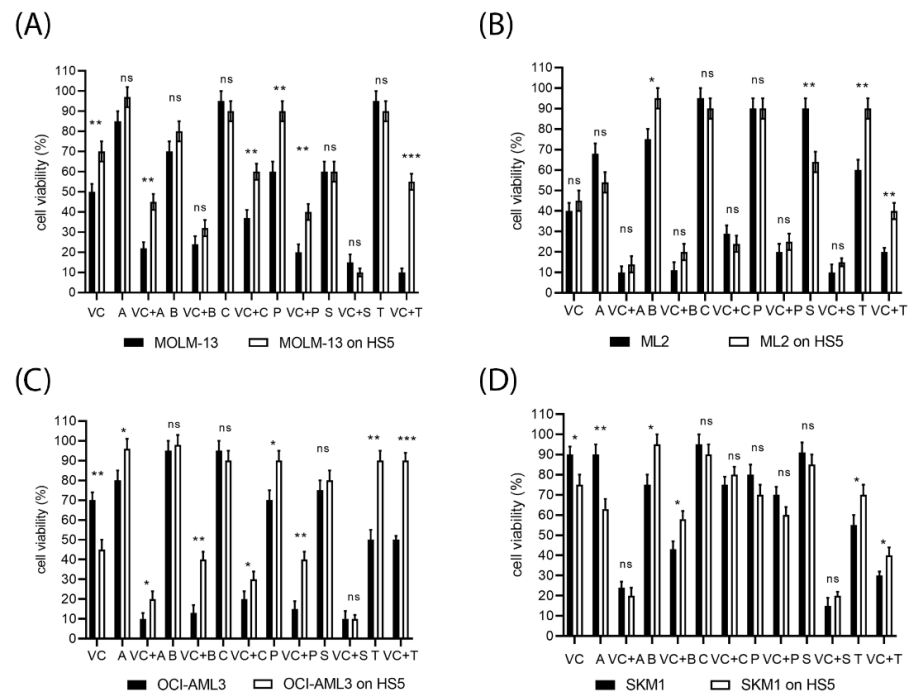 (A)
cell viability (%)
110
100
90
80
70
60
50
40
30
20
10
0
** ns ** ns ns ns ** ** ** ns ns ns ***
VC A VC+A B VC+B C VC+C P VC+P S VC+S T VC+T
MOLM-13 MOLM-13 on HS5
(B)
cell viability (%)
110
100
90
80
70
60
50
40
30
20
10
0
ns ns ns * ns ns ns ns ns ** ns ** **
VC A VC+A B VC+B C VC+C P VC+P S VC+S T VC+T
ML2 ML2 on HS5
(C)
cell viability (%)
110
100
90
80
70
60
50
40
30
20
10
0
** * * ns ** ns * * ** ns ns ** ***
VC A VC+A B VC+B C VC+C P VC+P S VC+S T VC+T
OCI-AML3 OCI-AML3 on HS5
(D)
cell viability (%)
110
100
90
80
70
60
50
40
30
20
10
0
* ** ns * * ns ns ns ns ns ns * *
VC A VC+A B VC+B C VC+C P VC+P S VC+S T VC+T
SKM1 SKM1 on HS5